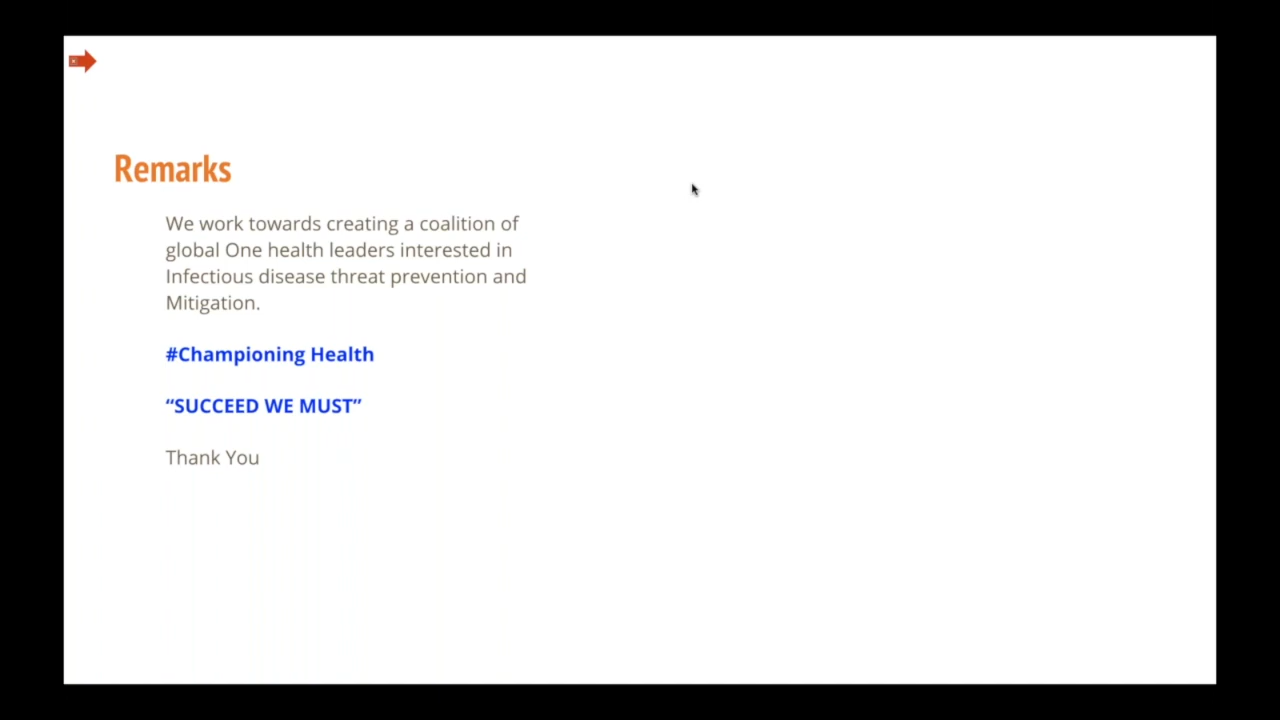 Remarks
We work towards creating a coalition of
global One health leaders interested in
Infectious disease threat prevention and
Mitigation.
#Championing Health
“SUCCEED WE MUST”
Thank You